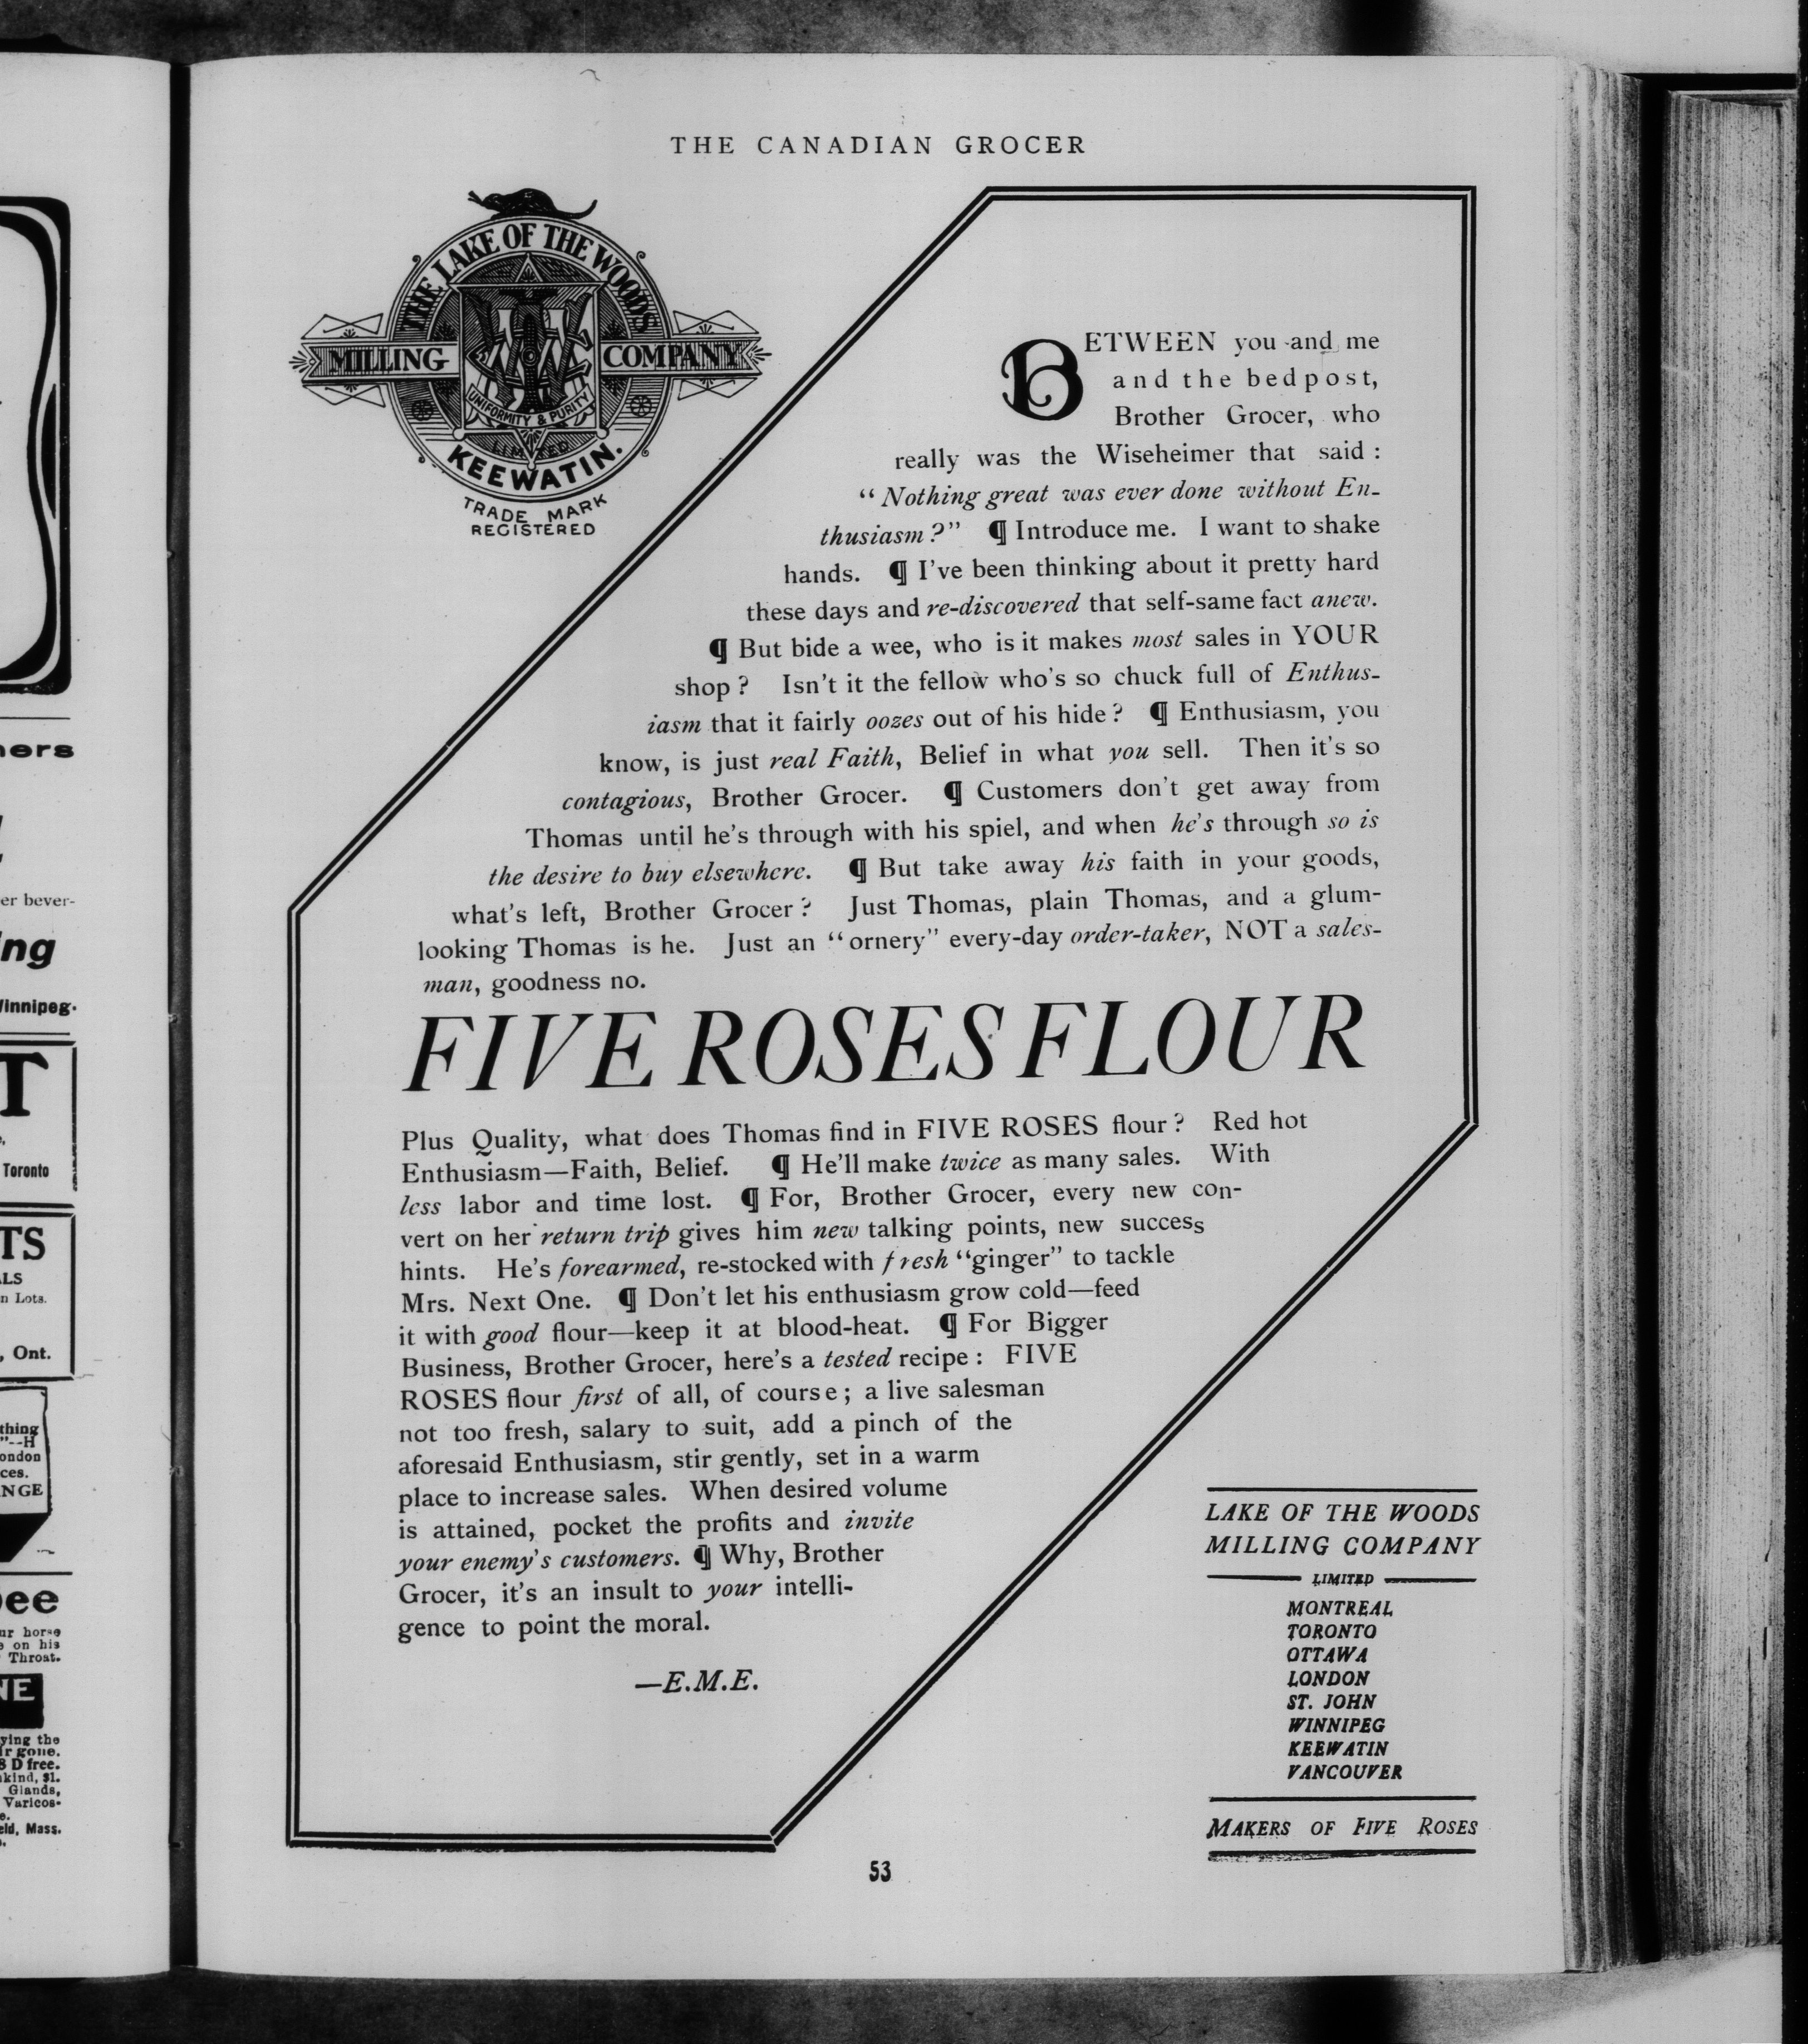 THE CANADIAN GROCER
THE LAKE OF THE WOODS
MILLING COMPANY
UNIFORMITY & PURITY
LIMITED
KEEWATIN.
TRADE MARK
REGISTERED
BETWEEN you and me
and the bedpost,
Brother Grocer, who
really was the Wiseheimer that said :
“Nothing great was ever done without En-
thusiasm?” ¶ Introduce me. I want to shake
hands. ¶ I've been thinking about it pretty hard
these days and re-discovered that self-same fact anew.
¶ But bide a wee, who is it makes most sales in YOUR
shop ? Isn't it the fellow who's so chuck full of Enthus-
iasm that it fairly oozes out of his hide ? ¶ Enthusiasm, you
know, is just real Faith, Belief in what you sell. Then it's so
contagious, Brother Grocer. ¶ Customers don't get away from
Thomas until he's through with his spiel, and when he's through so is
the desire to buy elsewhere. ¶ But take away his faith in your goods,
what's left, Brother Grocer ? Just Thomas, plain Thomas, and a glum-
looking Thomas is he. Just an “ornery” every-day order-taker, NOT a sales-
man, goodness no.
FIVE ROSES FLOUR
Plus Quality, what does Thomas find in FIVE ROSES flour ? Red hot
Enthusiasm—Faith, Belief. ¶ He'll make twice as many sales. With
less labor and time lost. ¶ For, Brother Grocer, every new con-
vert on her return trip gives him new talking points, new success
hints. He's forearmed, re-stocked with fresh “ginger” to tackle
Mrs. Next One. ¶ Don't let his enthusiasm grow cold—feed
it with good flour—keep it at blood-heat. ¶ For Bigger
Business, Brother Grocer, here's a tested recipe : FIVE
ROSES flour first of all, of course ; a live salesman
not too fresh, salary to suit, add a pinch of the
aforesaid Enthusiasm, stir gently, set in a warm
place to increase sales. When desired volume
is attained, pocket the profits and invite
your enemy's customers. ¶ Why, Brother
Grocer, it's an insult to your intelli-
gence to point the moral.
—E.M.E.
LAKE OF THE WOODS
MILLING COMPANY
LIMITED
MONTREAL
TORONTO
OTTAWA
LONDON
ST. JOHN
WINNIPEG
KEEWATIN
VANCOUVER
MAKERS OF FIVE ROSES
53
er bever-
Winnipeg.
Toronto
n Lots.
, Ont.
on his
Throat.
ying the
r gone.
D free.
$1.
Glands,
Varicos-
Mass.